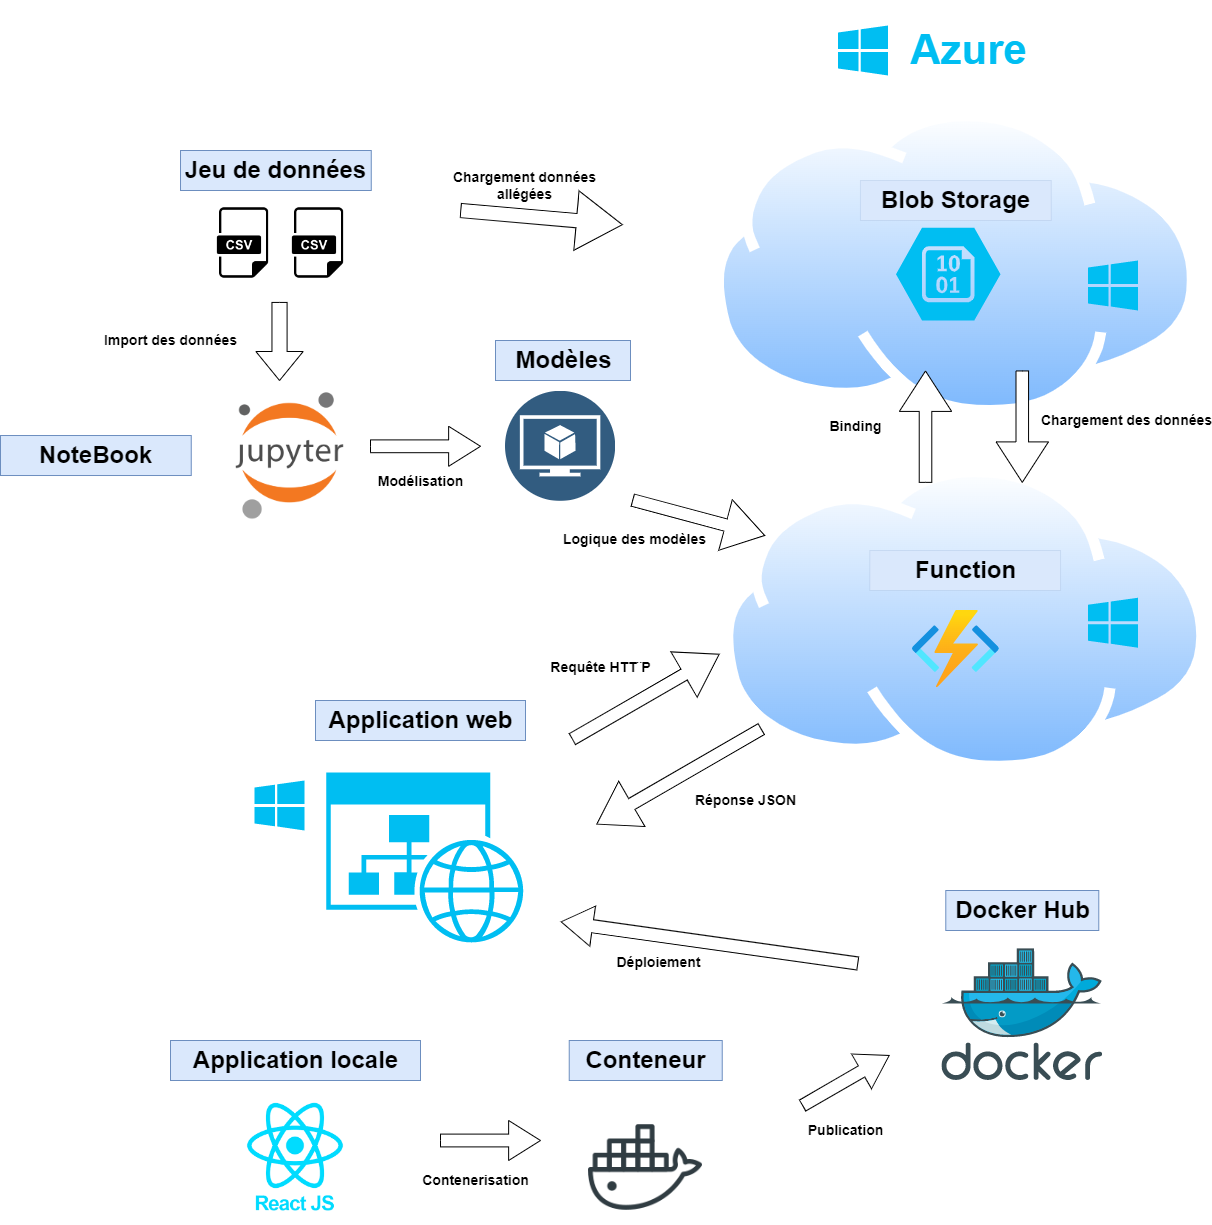 Azure
Jeu de données
Chargement données
allégées
Blob Storage
CSV
CSV
10
01
Import des données
Modèles
NoteBook
jupyter
Modélisation
Binding
Chargement des données
Logique des modèles
Function
Requête HTTP
Application web
Réponse JSON
Docker Hub
Déploiement
docker
Application locale
Conteneur
Publication
Contenerisation
React JS